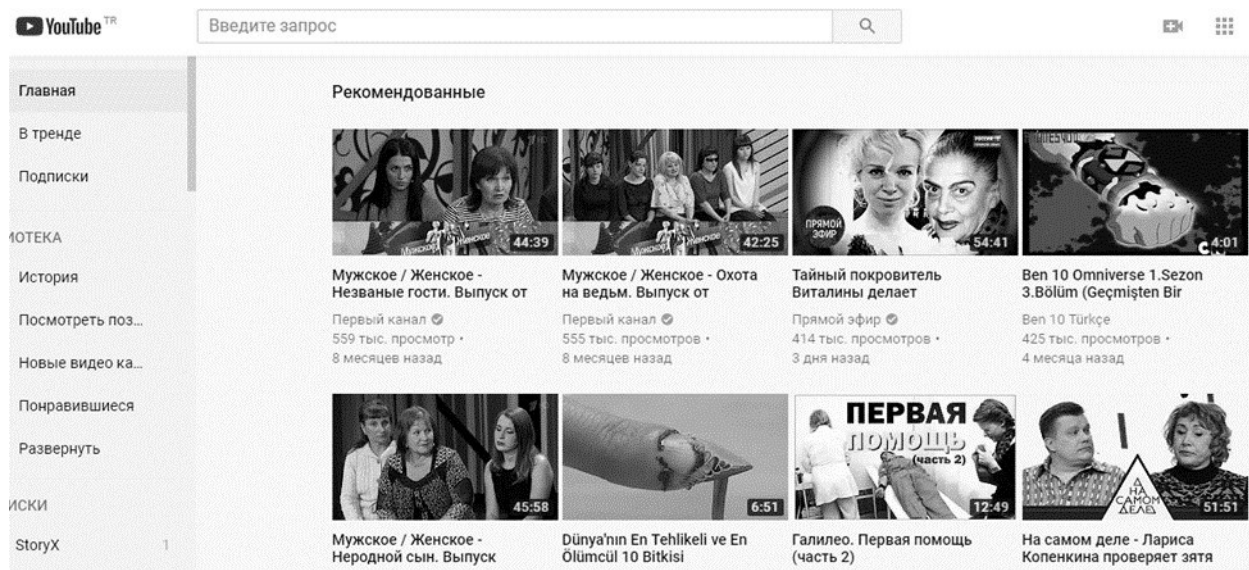 YouTube TR
Введите запрос
Главная
В тренде
Подписки
ИОТЕКА
История
Посмотреть поз...
Новые видео ка...
Понравившиеся
Развернуть
ИСКИ
StoryX 1
Рекомендованные
Мужское Женское
44:39
Мужское / Женское -
Незваные гости. Выпуск от
Первый канал
559 тыс. просмотр •
8 месяцев назад
Мужское Женское
42:25
Мужское / Женское - Охота
на ведьм. Выпуск от
Первый канал
555 тыс. просмотров •
8 месяцев назад
ПРЯМОЙ
ЭФИР
54:41
Тайный покровитель
Виталины делает
Прямой эфир
414 тыс. просмотров •
3 дня назад
4:01
Ben 10 Omniverse 1.Sezon
3.Bölüm (Geçmişten Bir
Ben 10 Türkçe
425 тыс. просмотров •
4 месяца назад
45:58
Мужское / Женское -
Неродной сын. Выпуск
6:51
Dünya'nın En Tehlikeli ve En
Ölümcül 10 Bitkisi
ПЕРВАЯ
ПОМОЩЬ
(часть 2)
12:49
Галилео. Первая помощь
(часть 2)
НА
САМОМ
ДЕЛЕ
51:51
На самом деле - Лариса
Копенкина проверяет зятя